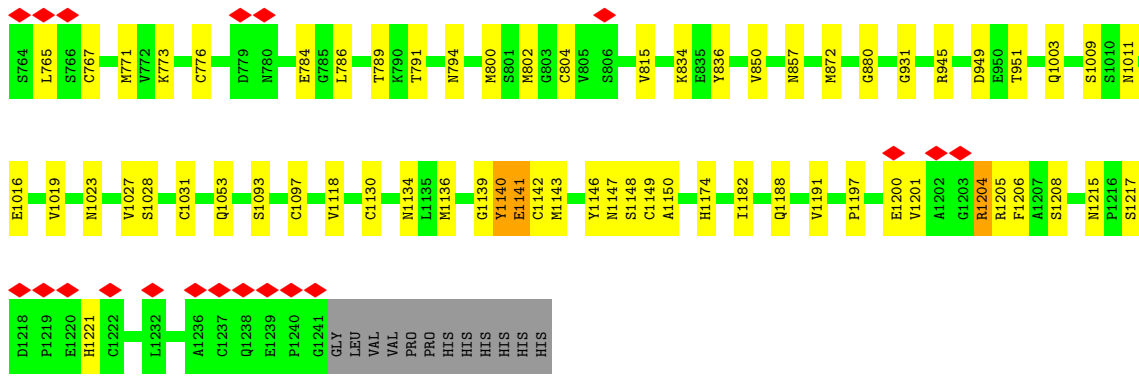 S764 L765 S766 C767 M771 V772 K773 C776 D779 N780 E784 G785 L786 T789 K790 T791 N794 M800 S801 M802 G803 C804 V805 S806 V815 K834 E835 Y836 V850 N857 M872 G880 G931 R945 D949 E950 T951 Q1003 S1009 S1010 N1011
E1016 V1019 N1023 V1027 S1028 C1031 Q1053 S1093 C1097 V1118 C1130 N1134 L1135 M1136 G1139 Y1140 E1141 C1142 M1143 Y1146 N1147 S1148 C1149 A1150 H1174 I1182 Q1188 V1191 P1197 E1200 V1201 A1202 G1203 R1204 R1205 F1206 A1207 S1208 N1215 P1216 S1217
D1218 P1219 E1220 H1221 C1222 L1232 A1236 C1237 Q1238 E1239 P1240 G1241 GLY LEU VAL VAL PRO PRO HIS HIS HIS HIS HIS HIS